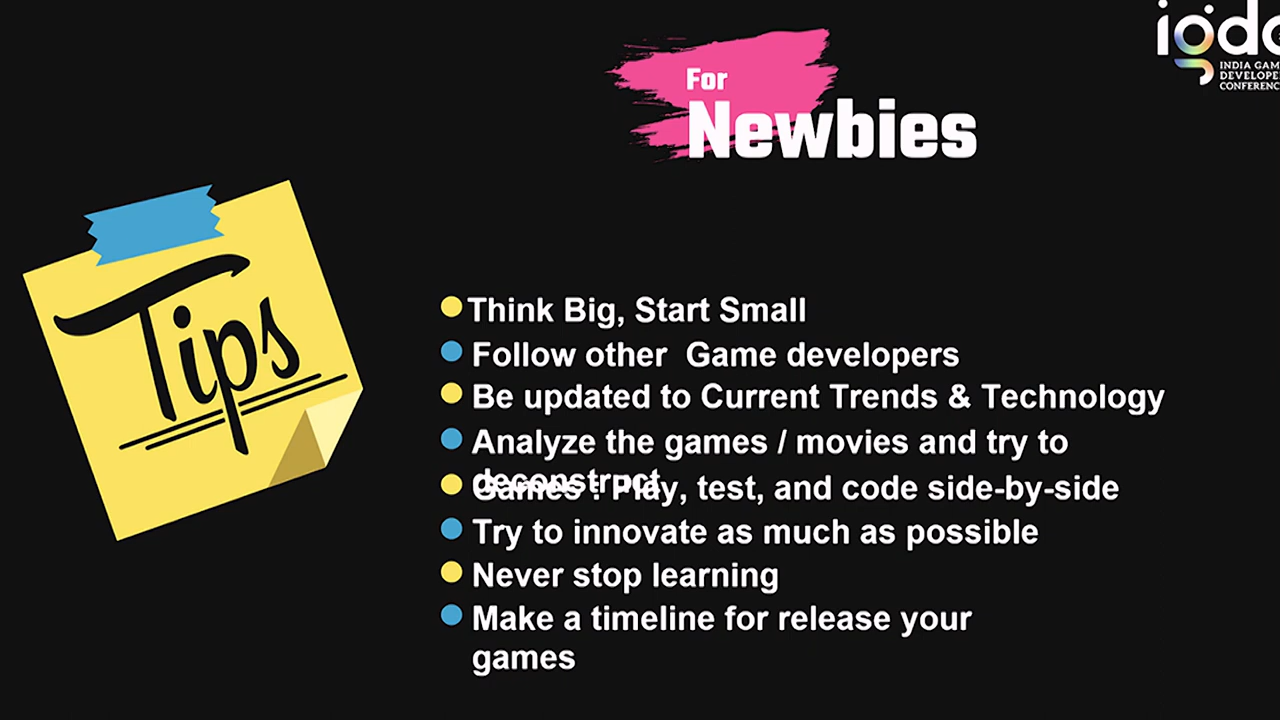 igdc
INDIA GAM
DEVELOPE
CONFERENC
For
Newbies
Tips
Think Big, Start Small
Follow other  Game developers
Be updated to Current Trends & Technology
Analyze the games / movies and try to
deconstruct
Games : Play, test, and code side-by-side
Try to innovate as much as possible
Never stop learning
Make a timeline for release your
games